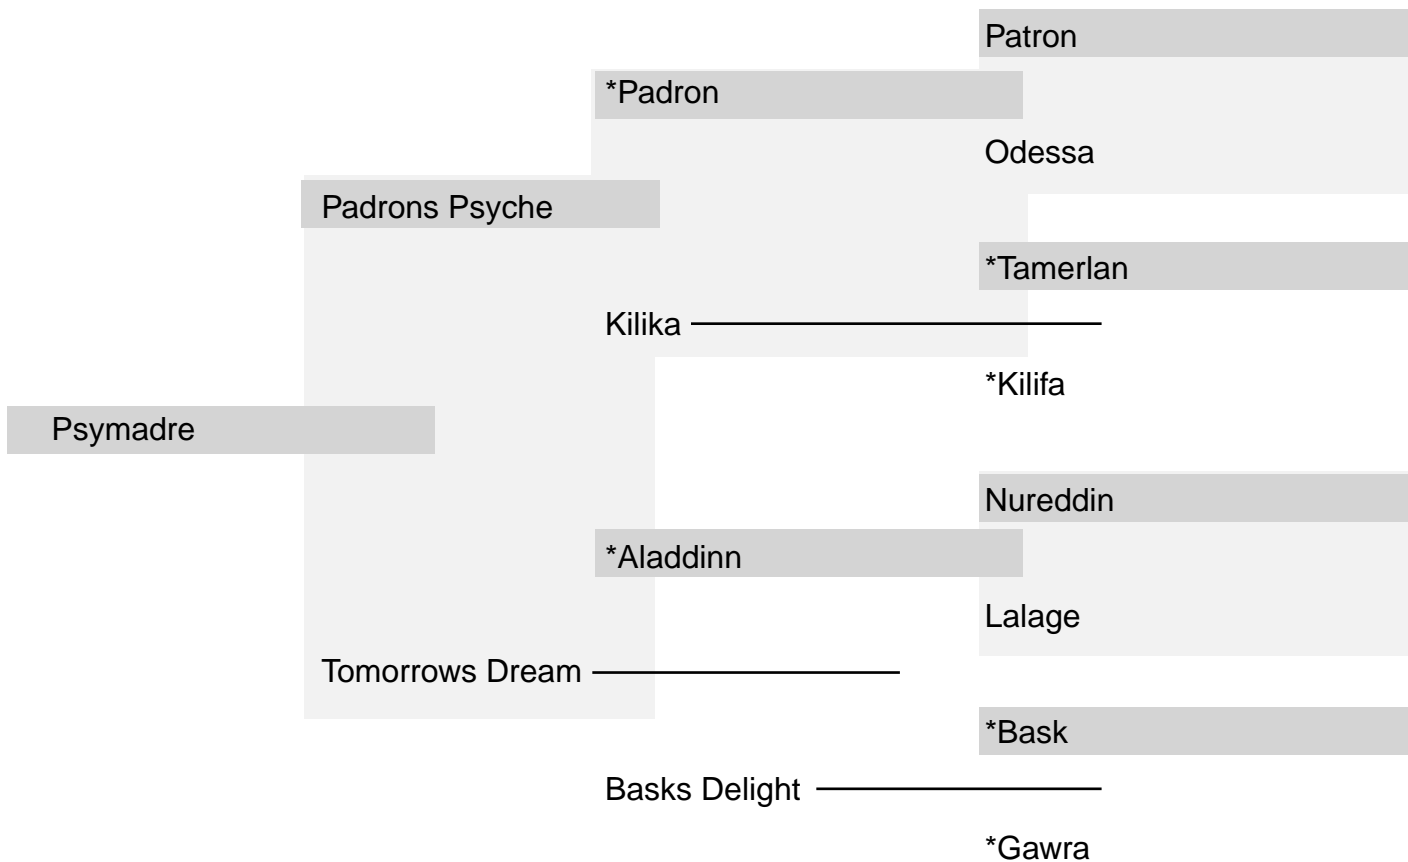 Patron
*Padron
Odessa
Padrons Psyche
*Tamerlan
Kilika
*Kilifa
Psymadre
Nureddin
*Aladdinn
Lalage
Tomorrows Dream
*Bask
Basks Delight
*Gawra